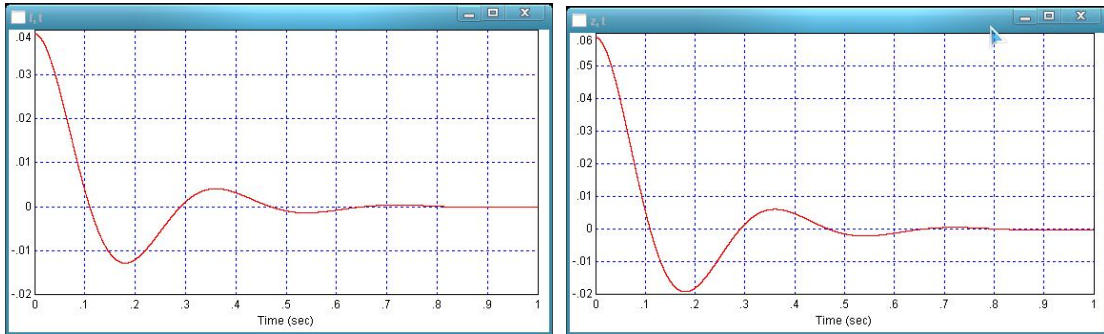 f, t
.04
.03
.02
.01
0
-.01
-.02
0 .1 .2 .3 .4 .5 .6 .7 .8 .9 1
Time (sec)
z, t
.06
.05
.04
.03
.02
.01
0
-.01
-.02
0 .1 .2 .3 .4 .5 .6 .7 .8 .9 1
Time (sec)